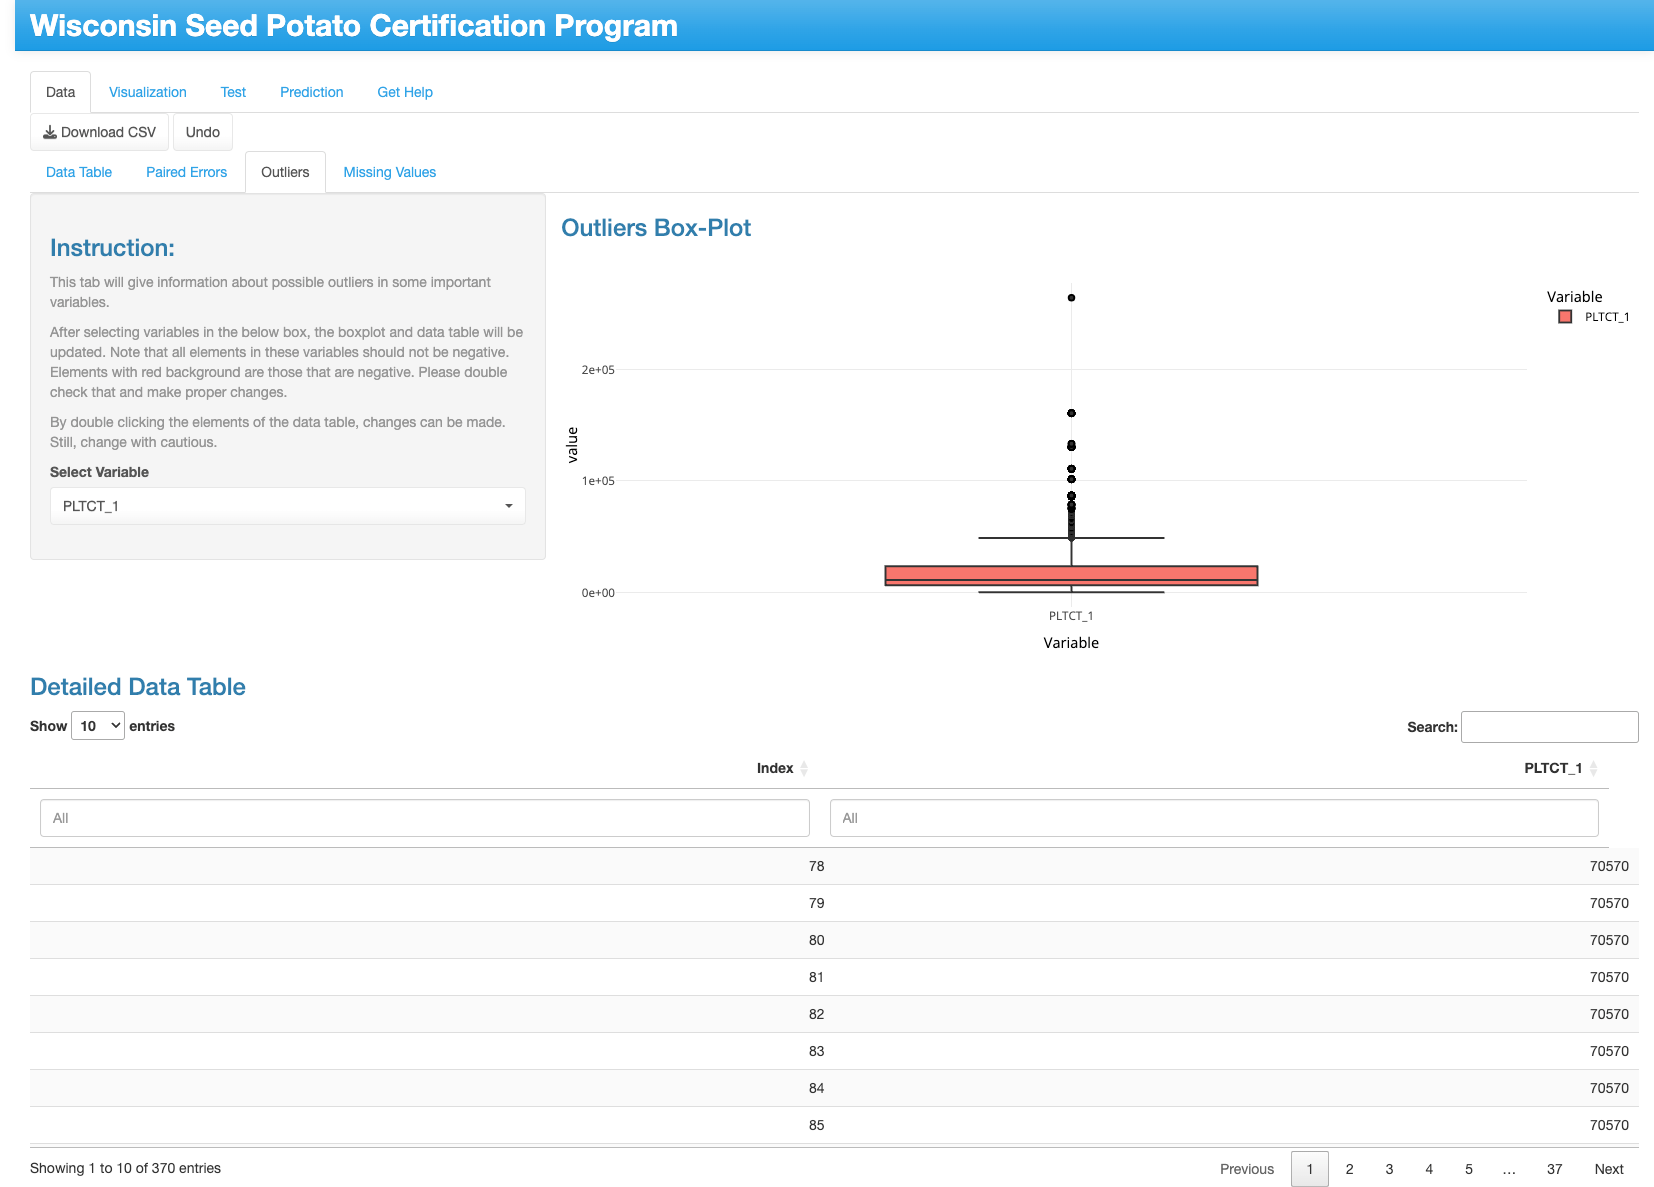 Wisconsin Seed Potato Certification Program
Data Visualization Test Prediction Get Help
Download CSV Undo
Data Table Paired Errors Outliers Missing Values
Instruction:
This tab will give information about possible outliers in some important
variables.
After selecting variables in the below box, the boxplot and data table will be
updated. Note that all elements in these variables should not be negative.
Elements with red background are those that are negative. Please double
check that and make proper changes.
By double clicking the elements of the data table, changes can be made.
Still, change with cautious.
Select Variable
PLTCT_1
Outliers Box-Plot
Variable
PLTCT_1
2e+05
value
1e+05
0e+00
PLTCT_1
Variable
Detailed Data Table
Show 10 entries
Search:
Index PLTCT_1
All All
78 70570
79 70570
80 70570
81 70570
82 70570
83 70570
84 70570
85 70570
Showing 1 to 10 of 370 entries
Previous 1 2 3 4 5 … 37 Next